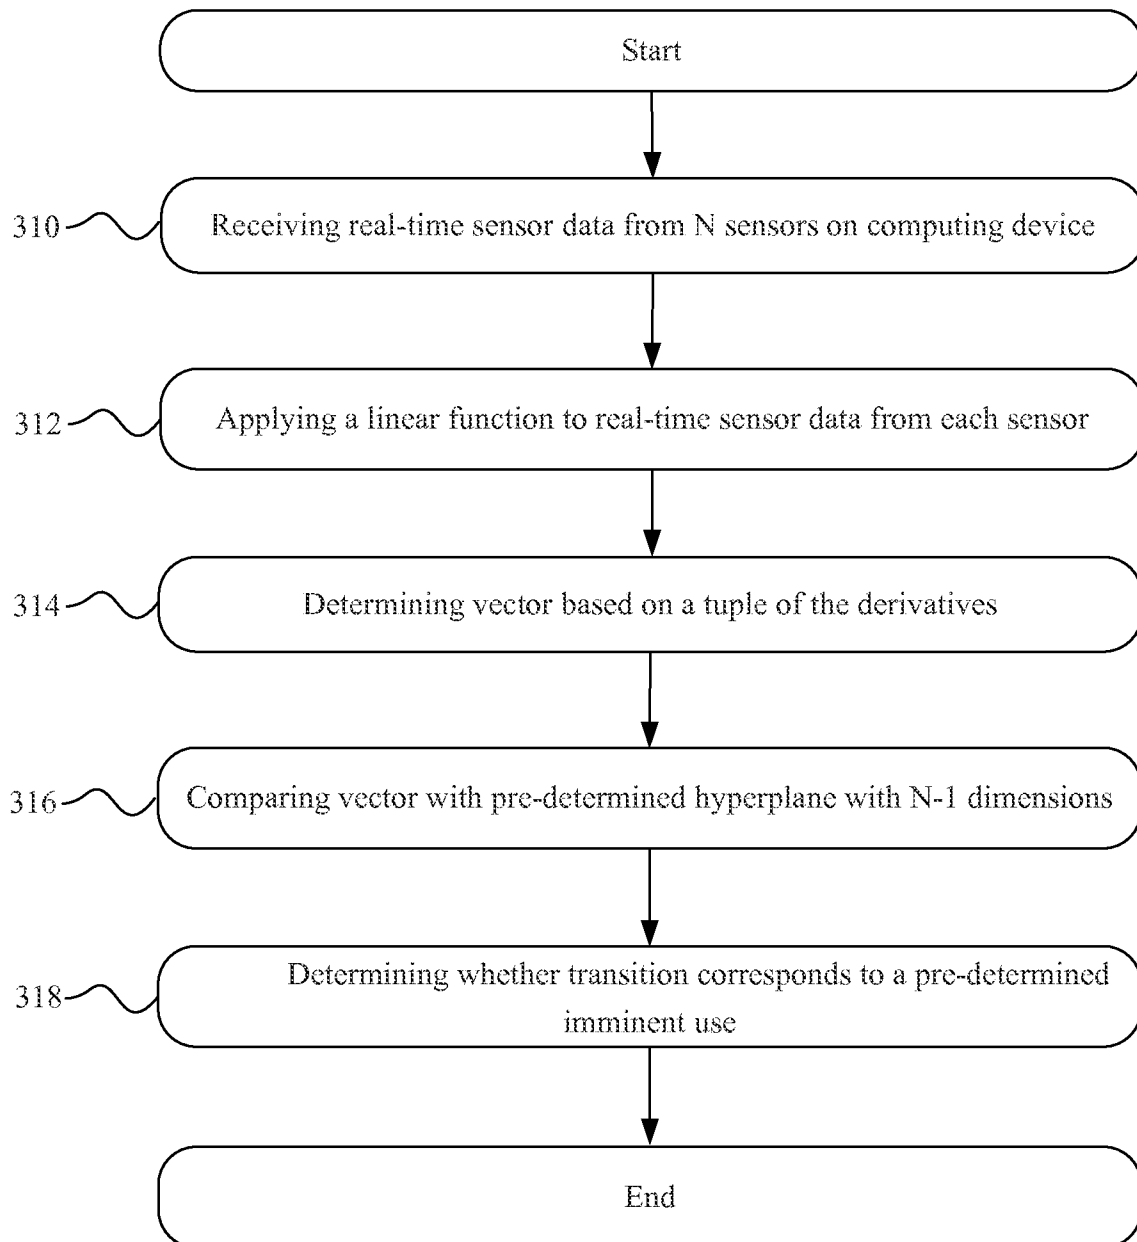 Start
310
Receiving real-time sensor data from N sensors on computing device
312
Applying a linear function to real-time sensor data from each sensor
314
Determining vector based on a tuple of the derivatives
316
Comparing vector with pre-determined hyperplane with N-1 dimensions
318
Determining whether transition corresponds to a pre-determined
imminent use
End